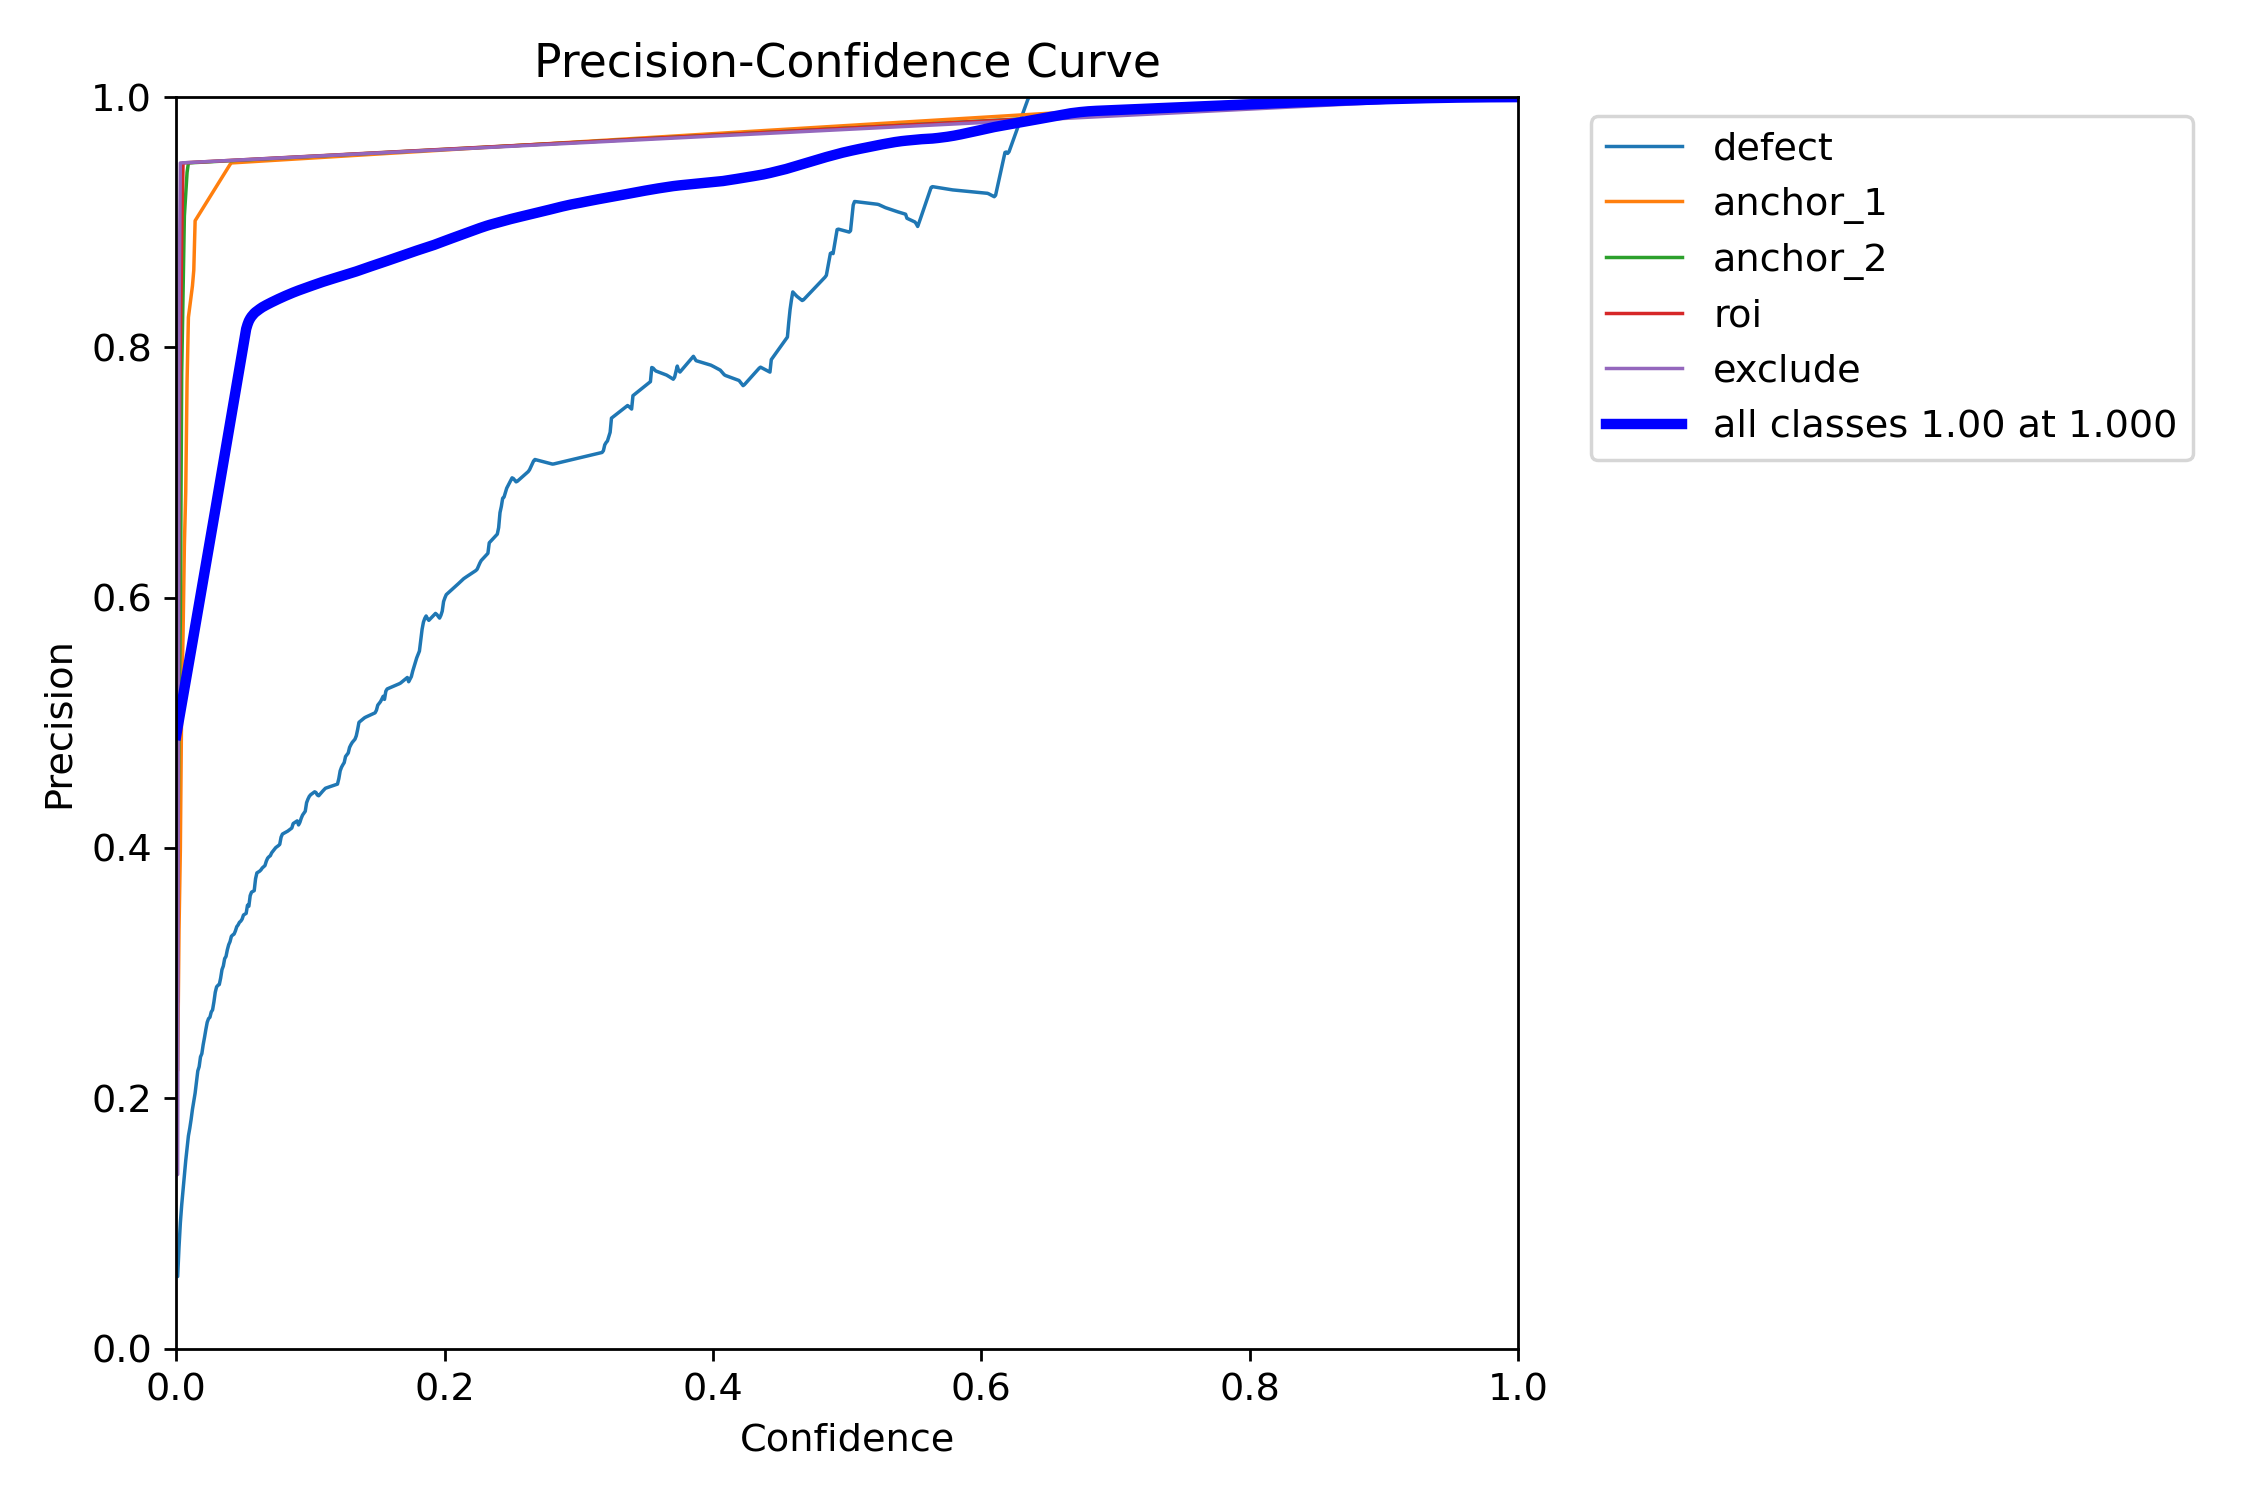 Precision-Confidence Curve
1.0
0.8
0.6
0.4
0.2
0.0
Precision
0.0 0.2 0.4 0.6 0.8 1.0
Confidence
defect
anchor_1
anchor_2
roi
exclude
all classes 1.00 at 1.000